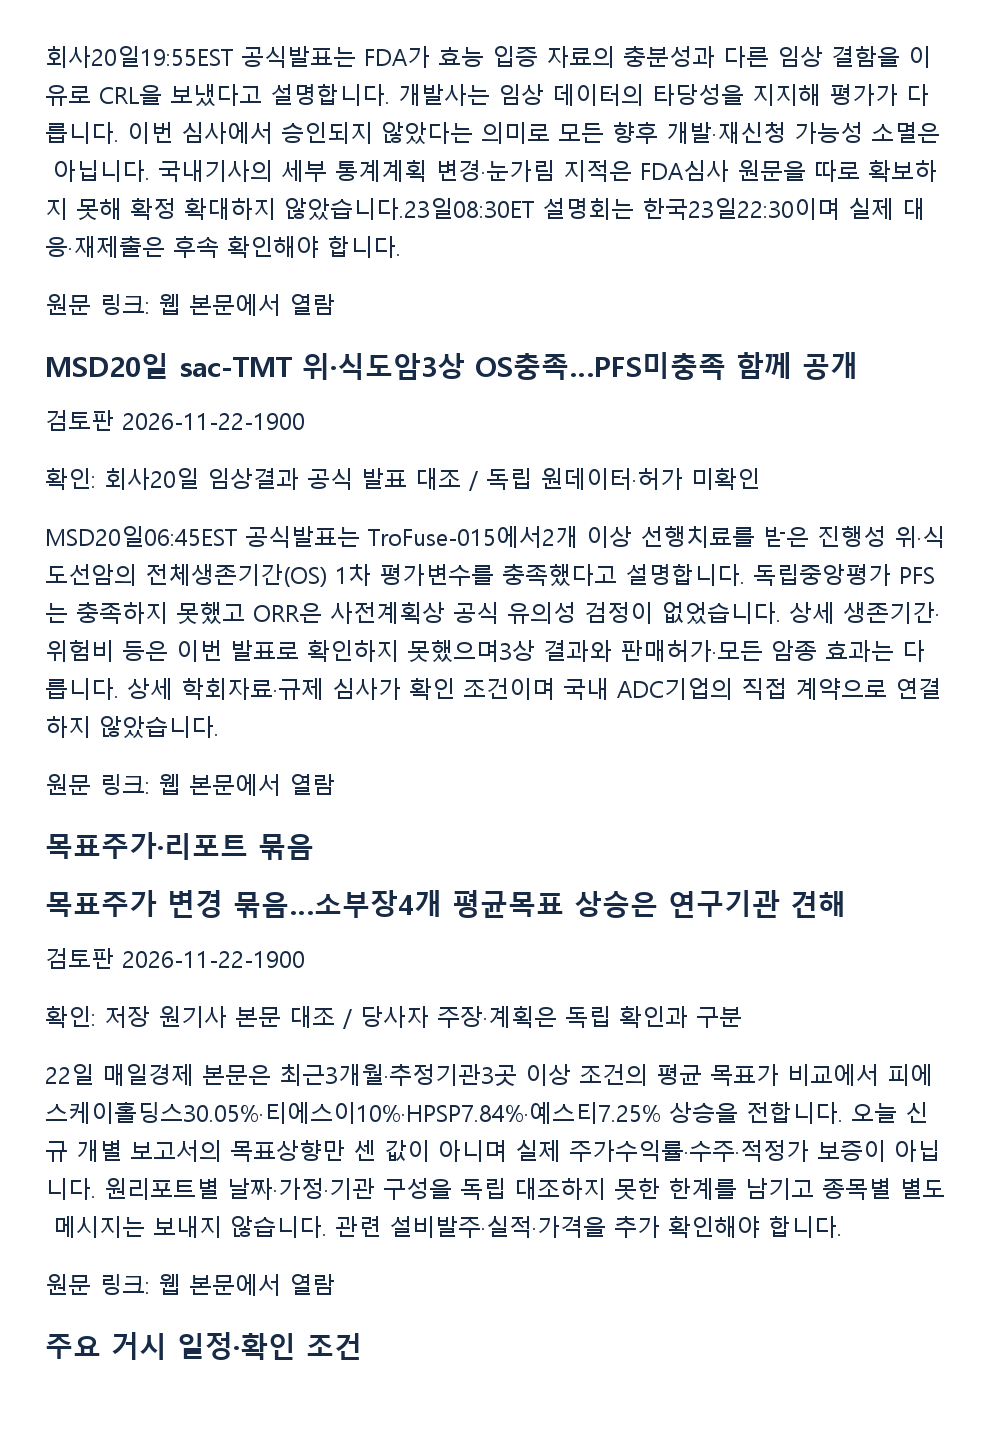 회사20일19:55EST 공식발표는 FDA가 효능 입증 자료의 충분성과 다른 임상 결함을 이
유로 CRL을 보냈다고 설명합니다. 개발사는 임상 데이터의 타당성을 지지해 평가가 다
릅니다. 이번 심사에서 승인되지 않았다는 의미로 모든 향후 개발·재신청 가능성 소멸은
아닙니다. 국내기사의 세부 통계계획 변경·눈가림 지적은 FDA심사 원문을 따로 확보하
지 못해 확정 확대하지 않았습니다.23일08:30ET 설명회는 한국23일22:30이며 실제 대
응·재제출은 후속 확인해야 합니다.
원문 링크: 웹 본문에서 열람
MSD20일 sac-TMT 위·식도암3상 OS충족...PFS미충족 함께 공개
검토판 2026-11-22-1900
확인: 회사20일 임상결과 공식 발표 대조 / 독립 원데이터·허가 미확인
MSD20일06:45EST 공식발표는 TroFuse-015에서2개 이상 선행치료를 받은 진행성 위·식
도선암의 전체생존기간(OS) 1차 평가변수를 충족했다고 설명합니다. 독립중앙평가 PFS
는 충족하지 못했고 ORR은 사전계획상 공식 유의성 검정이 없었습니다. 상세 생존기간·
위험비 등은 이번 발표로 확인하지 못했으며3상 결과와 판매허가·모든 암종 효과는 다
릅니다. 상세 학회자료·규제 심사가 확인 조건이며 국내 ADC기업의 직접 계약으로 연결
하지 않았습니다.
원문 링크: 웹 본문에서 열람
목표주가·리포트 묶음
목표주가 변경 묶음...소부장4개 평균목표 상승은 연구기관 견해
검토판 2026-11-22-1900
확인: 저장 원기사 본문 대조 / 당사자 주장·계획은 독립 확인과 구분
22일 매일경제 본문은 최근3개월·추정기관3곳 이상 조건의 평균 목표가 비교에서 피에
스케이홀딩스30.05%·티에스이10%·HPSP7.84%·예스티7.25% 상승을 전합니다. 오늘 신
규 개별 보고서의 목표상향만 센 값이 아니며 실제 주가수익률·수주·적정가 보증이 아닙
니다. 원리포트별 날짜·가정·기관 구성을 독립 대조하지 못한 한계를 남기고 종목별 별도
메시지는 보내지 않습니다. 관련 설비발주·실적·가격을 추가 확인해야 합니다.
원문 링크: 웹 본문에서 열람
주요 거시 일정·확인 조건